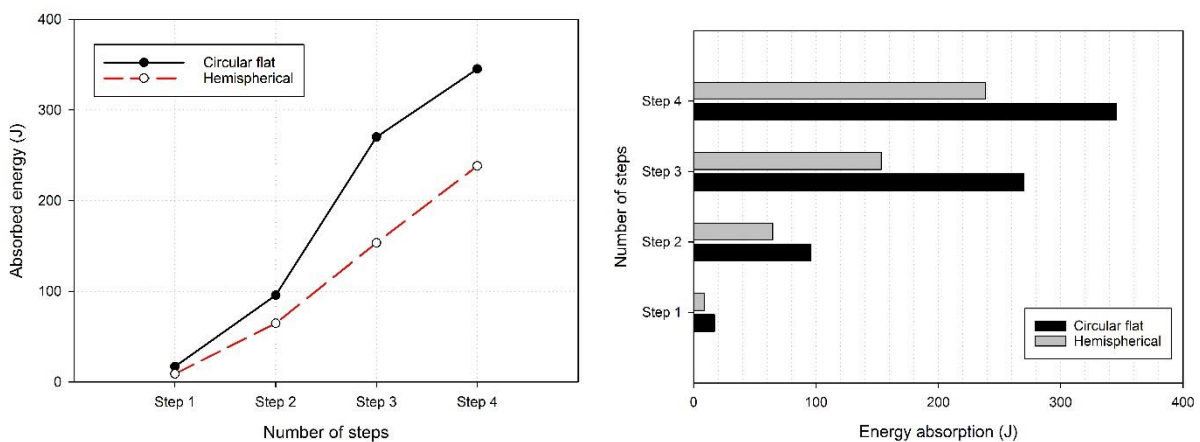 400
300
200
100
0
Absorbed energy (J)
Circular flat
Hemispherical
Step 1 Step 2 Step 3 Step 4
Number of steps
Number of steps
Step 4
Step 3
Step 2
Step 1
Circular flat
Hemispherical
0 100 200 300 400
Energy absorption (J)